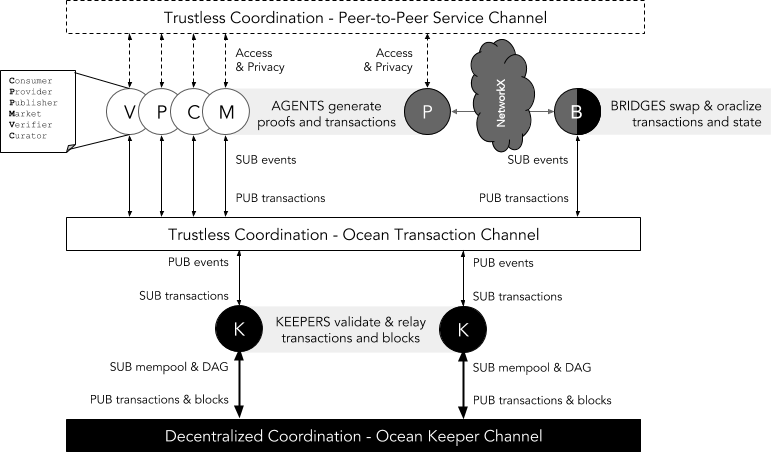 Trustless Coordination - Peer-to-Peer Service Channel
Access
& Privacy
Access
& Privacy
Consumer
Provider
Publisher
Market
Verifier
Curator
V
P
C
M
AGENTS generate
proofs and transactions
P
NetworkX
B
BRIDGES swap & oraclize
transactions and state
SUB events
PUB transactions
SUB events
PUB transactions
Trustless Coordination - Ocean Transaction Channel
PUB events
SUB transactions
PUB events
SUB transactions
K
KEEPERS validate & relay
transactions and blocks
K
SUB mempool & DAG
PUB transactions & blocks
SUB mempool & DAG
PUB transactions & blocks
Decentralized Coordination - Ocean Keeper Channel